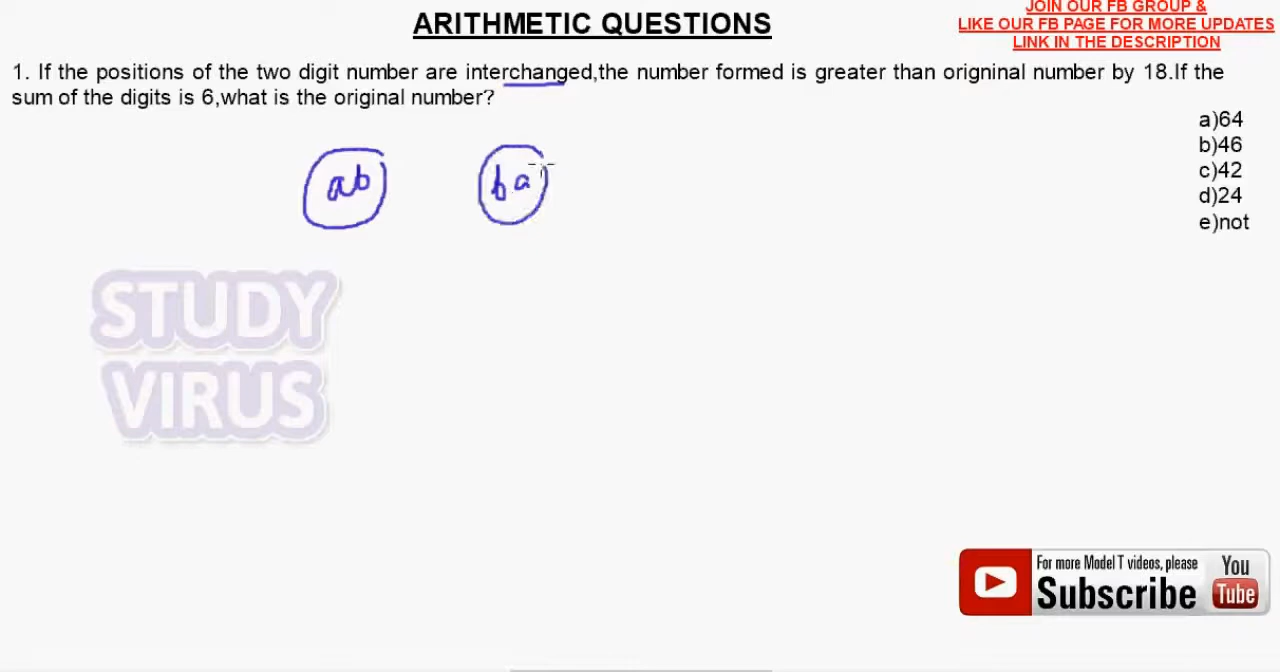 ARITHMETIC QUESTIONS
JOIN OUR FB GROUP &
LIKE OUR FB PAGE FOR MORE UPDATES
LINK IN THE DESCRIPTION
1. If the positions of the two digit number are interchanged,the number formed is greater than origninal number by 18.If the
sum of the digits is 6,what is the original number?
a)64
b)46
c)42
d)24
e)not
ab
ba
STUDY
VIRUS
For more Model T videos, please
Subscribe
You
Tube